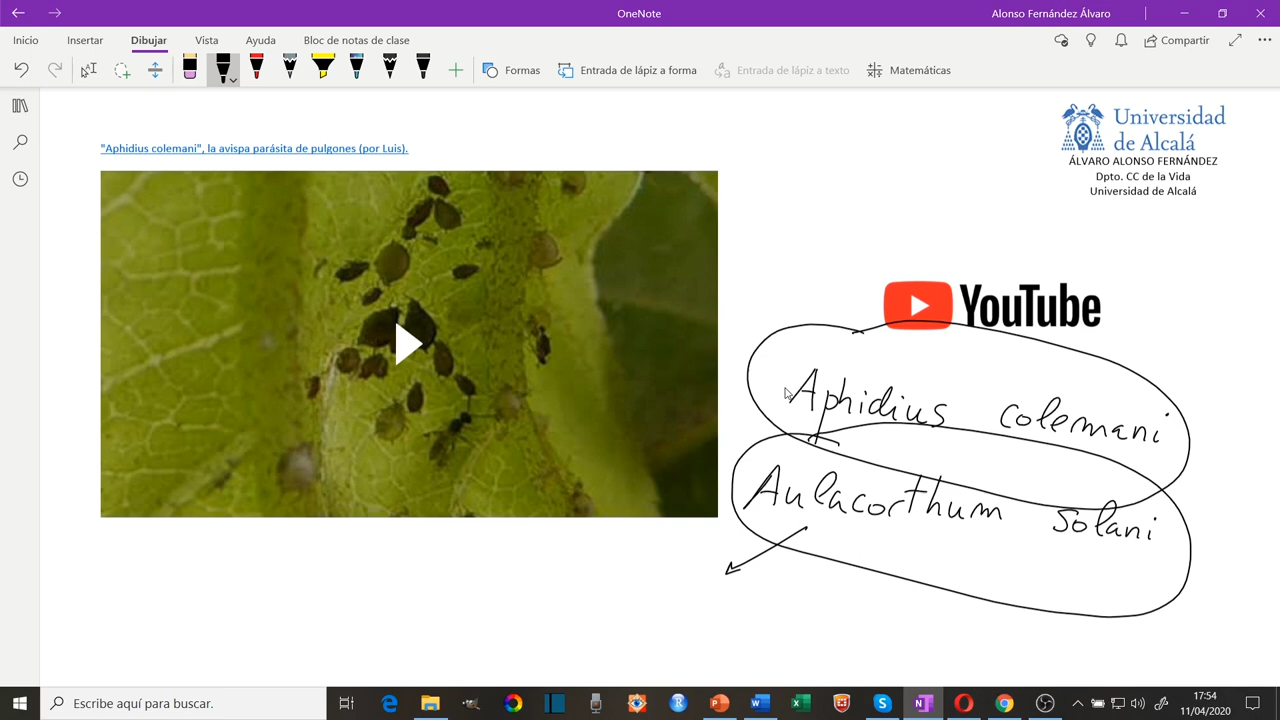 OneNote
Alonso Fernández Álvaro
Inicio Insertar Dibujar Vista Ayuda Bloc de notas de clase
Compartir
Formas Entrada de lápiz a forma Entrada de lápiz a texto Matemáticas
Universidad
de Alcalá
ÁLVARO ALONSO FERNÁNDEZ
Dpto. CC de la Vida
Universidad de Alcalá
"Aphidius colemani", la avispa parásita de pulgones (por Luis).
YouTube
Aphidius colemani
Aulacorthum solani
Escribe aquí para buscar.
17:54
11/04/2020